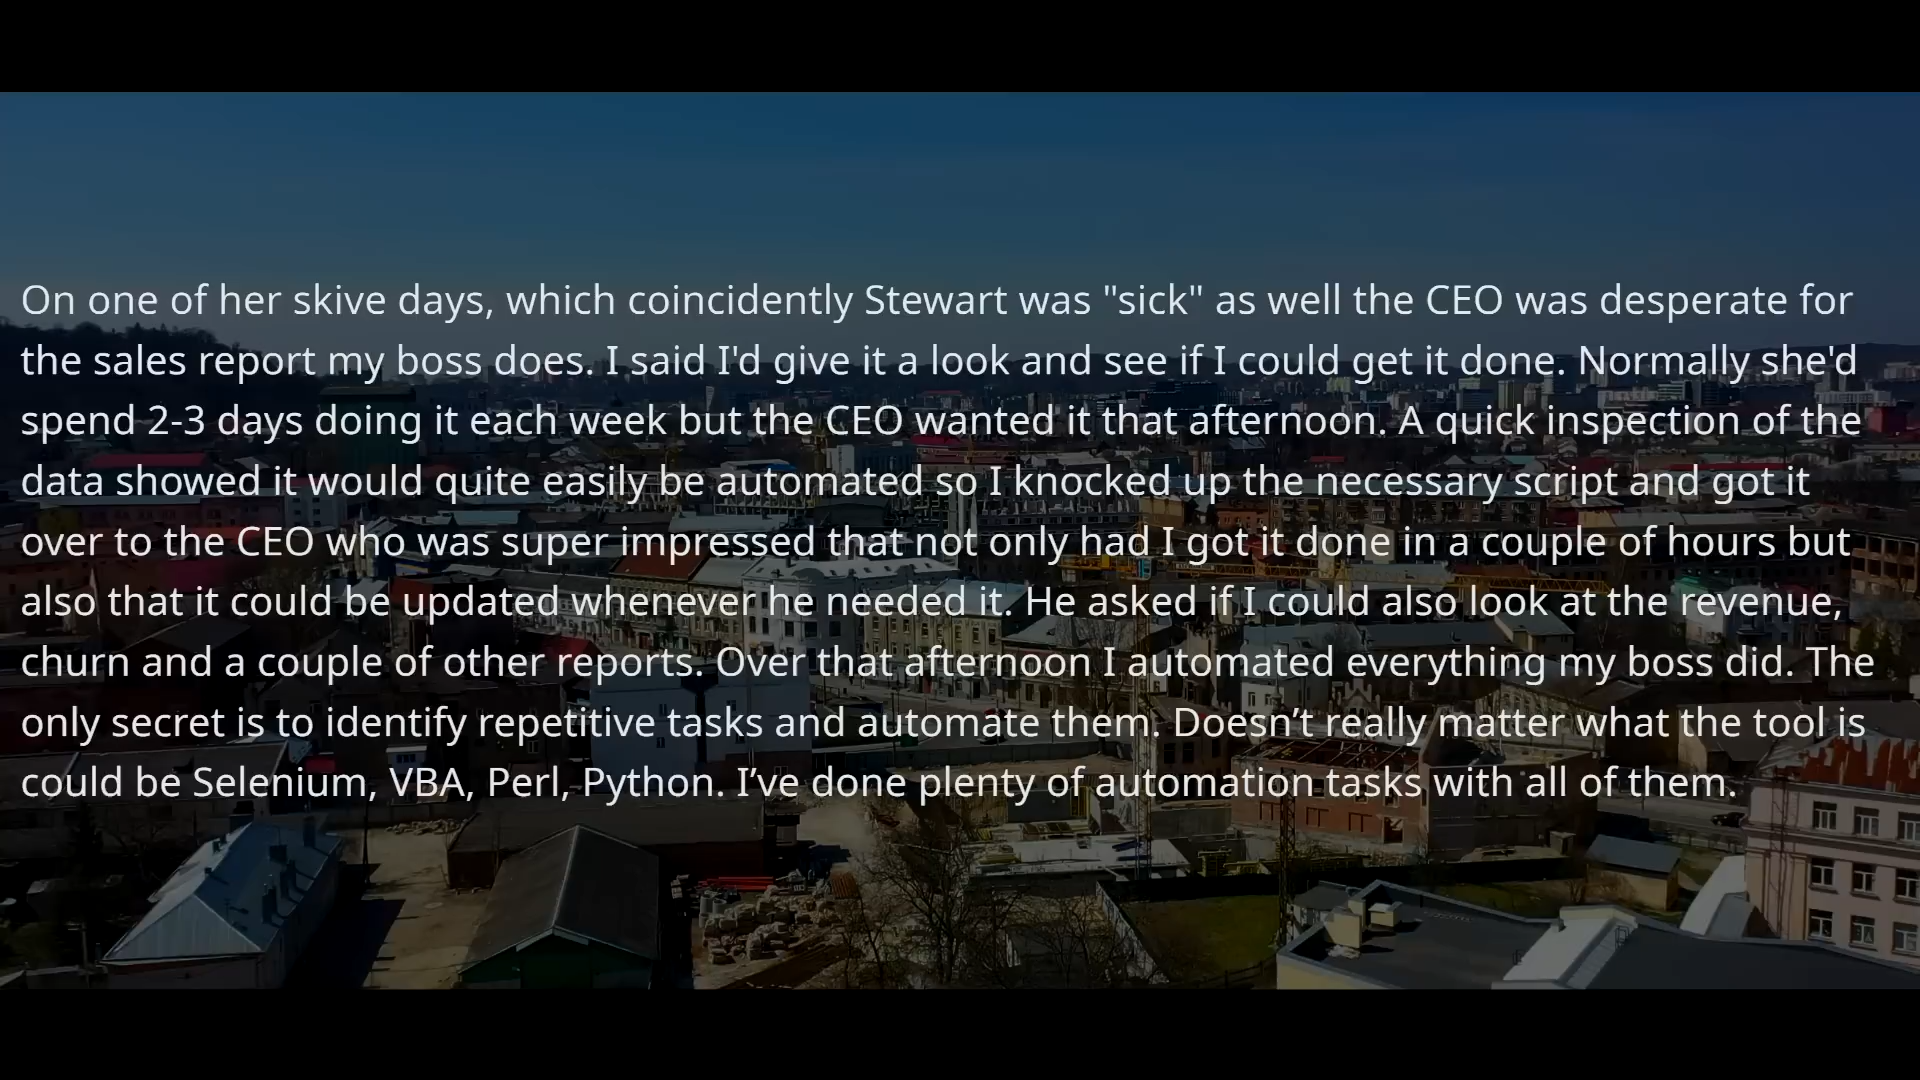 On one of her skive days, which coincidently Stewart was "sick" as well the CEO was desperate for
the sales report my boss does. I said I'd give it a look and see if I could get it done. Normally she'd
spend 2-3 days doing it each week but the CEO wanted it that afternoon. A quick inspection of the
data showed it would quite easily be automated so I knocked up the necessary script and got it
over to the CEO who was super impressed that not only had I got it done in a couple of hours but
also that it could be updated whenever he needed it. He asked if I could also look at the revenue,
churn and a couple of other reports. Over that afternoon I automated everything my boss did. The
only secret is to identify repetitive tasks and automate them. Doesn’t really matter what the tool is
could be Selenium, VBA, Perl, Python. I’ve done plenty of automation tasks with all of them.